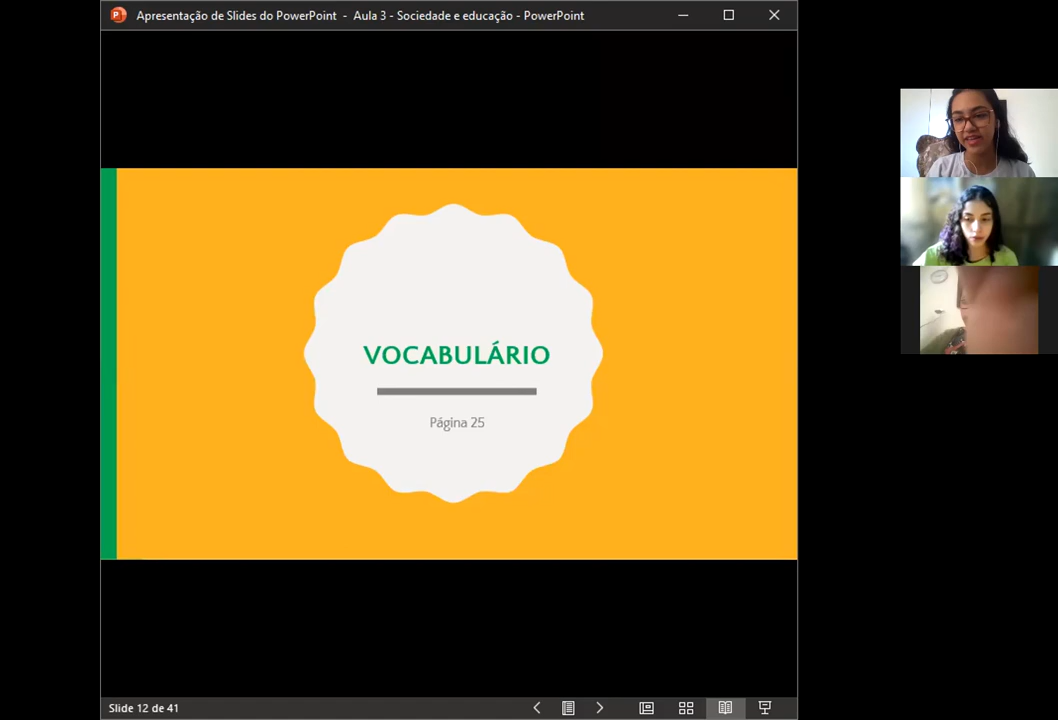 Apresentação de Slides do PowerPoint - Aula 3 - Sociedade e educação - PowerPoint
VOCABULÁRIO
Página 25
Slide 12 de 41